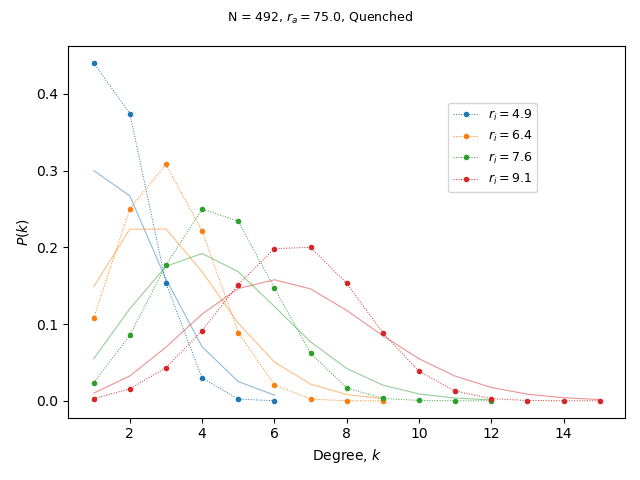 N = 492, r_a = 75.0, Quenched
r_i = 4.9
r_i = 6.4
r_i = 7.6
r_i = 9.1
P(k)
0.4
0.3
0.2
0.1
0.0
2 4 6 8 10 12 14
Degree, k